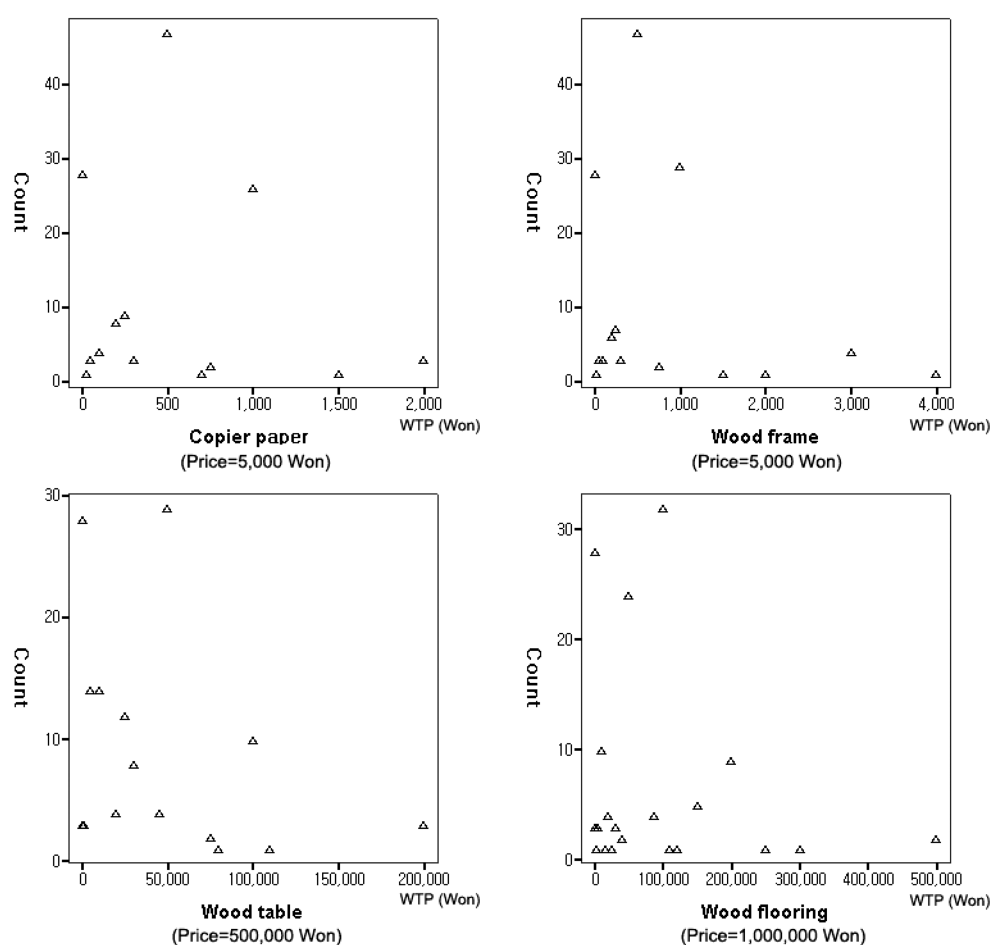 40
30
20
10
0
Count
0 500 1,000 1,500 2,000
WTP (Won)
Copier paper
(Price=5,000 Won)
40
30
20
10
0
Count
0 1,000 2,000 3,000 4,000
WTP (Won)
Wood frame
(Price=5,000 Won)
30
20
10
0
Count
0 50,000 100,000 150,000 200,000
WTP (Won)
Wood table
(Price=500,000 Won)
30
20
10
0
Count
0 100,000 200,000 300,000 400,000 500,000
WTP (Won)
Wood flooring
(Price=1,000,000 Won)